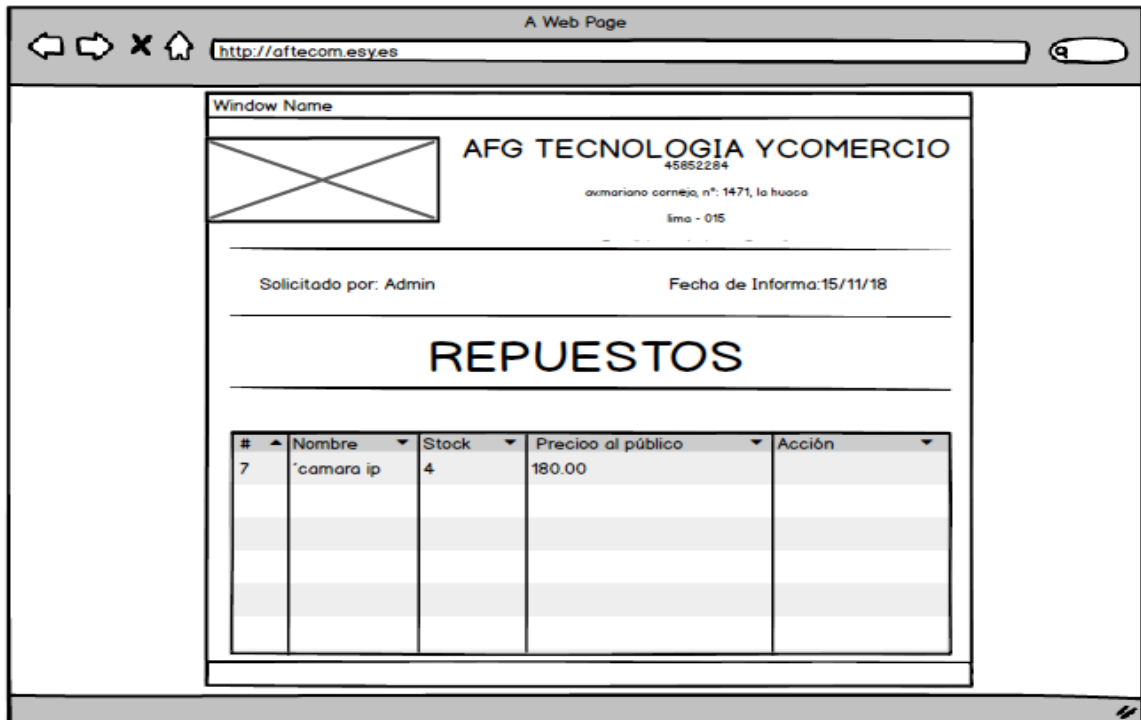 A Web Page
http://aftecom.esy.es
Window Name
AFG TECNOLOGIA YCOMERCIO
45852284
av.mariano cornejo, n°: 1471, la huaca
lima - 015
Solicitado por: Admin Fecha de Informa:15/11/18
REPUESTOS
# Nombre Stock Precioo al público Acción
7 ´camara ip 4 180.00